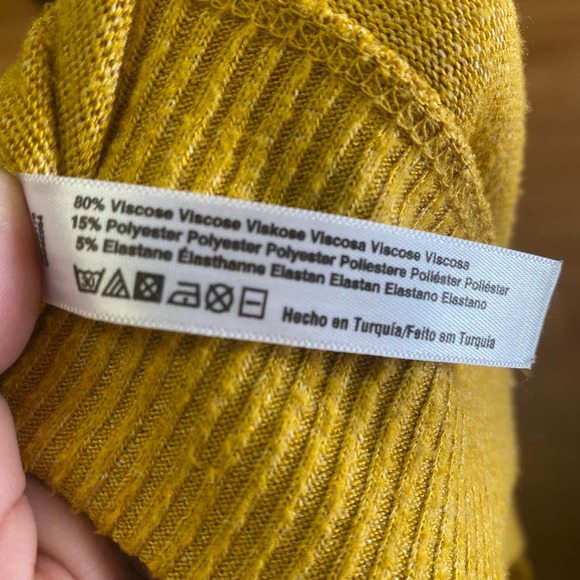 80% Viscose Viscose Viskose Viscosa Viscose Viscosa
15% Polyester Polyester Polyester Poliestere Poliéster Poliéster
5% Elastane Élasthanne Elastan Elastan Elastano Elastano
30
Hecho en Turquía/Feito em Turquia